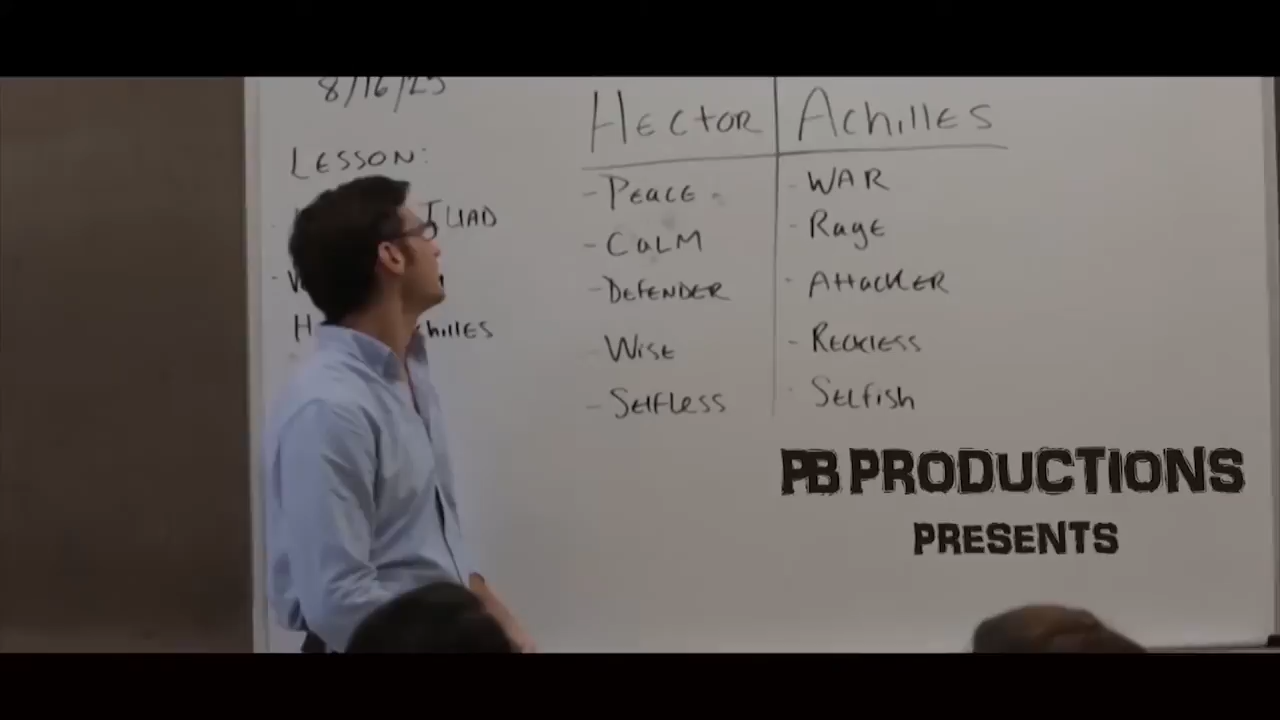 8/16/25
LESSON:
ILIAD
Achilles
HECTOR
- PEACE
- CALM
- DEFENDER
- WISE
- SELFLESS
ACHILLES
- WAR
- RAGE
- ATTACKER
- RECKLESS
- SELFISH
PB PRODUCTIONS
PRESENTS